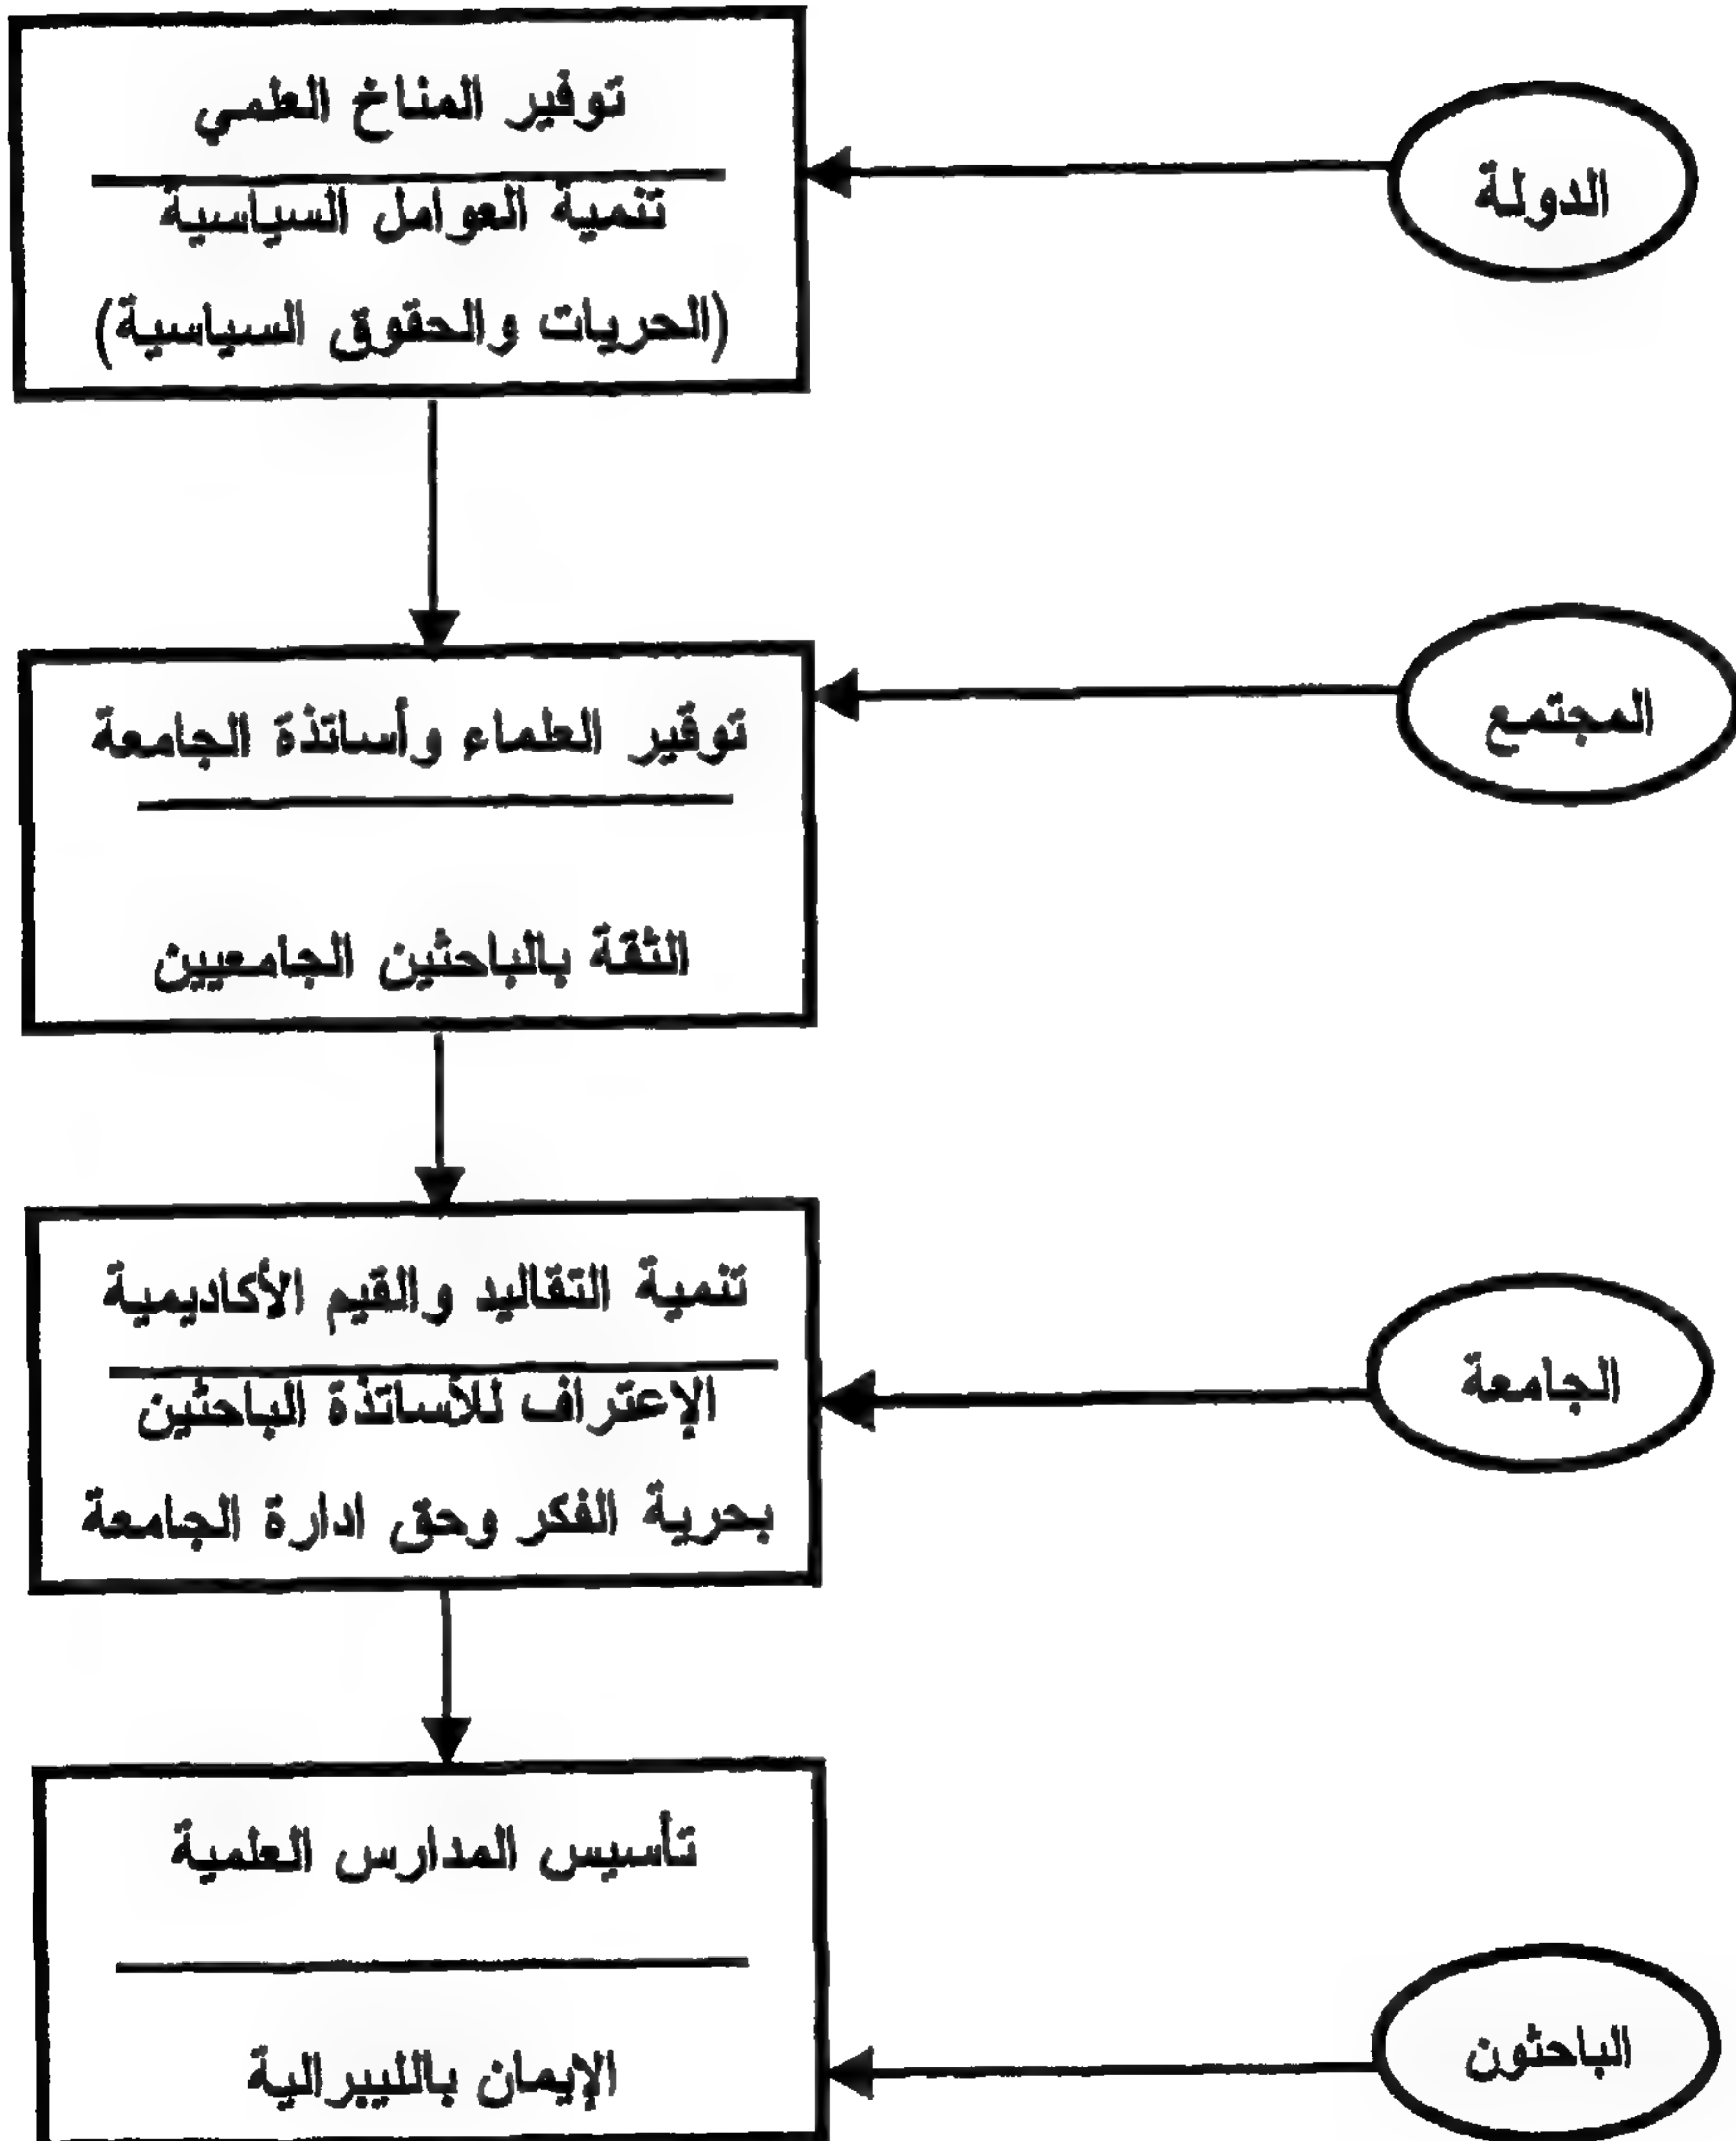 الدولة
توفير المناخ العلمي
تنمية العوامل السياسية
(الحريات والحقوق السياسية)
المجتمع
توقير العلماء وأساتذة الجامعة
الثقة بالباحثين الجامعيين
الجامعة
تنمية التقاليد والقيم الأكاديمية
الإعتراف للأساتذة الباحثين
بحرية الفكر وحق ادارة الجامعة
الباحثون
تأسيس المدارس العلمية
الإيمان بالليبرالية